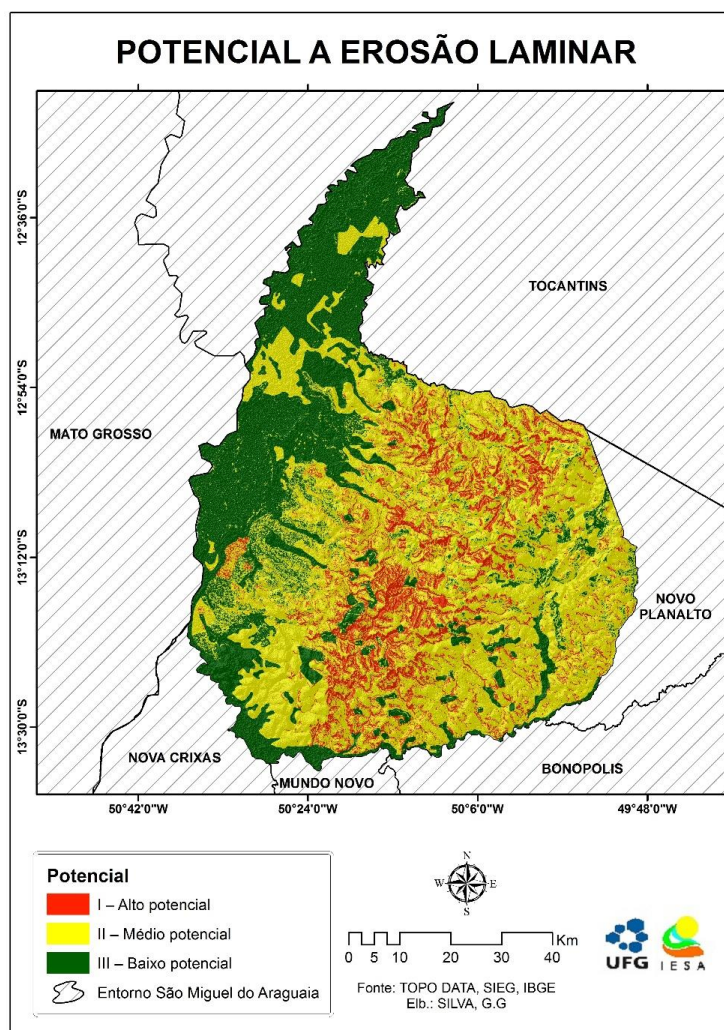 POTENCIAL A EROSÃO LAMINAR
12°36'0"S
12°54'0"S
13°12'0"S
13°30'0"S
TOCANTINS
MATO GROSSO
NOVO
PLANALTO
NOVA CRIXAS
MUNDO NOVO
BONOPOLIS
50°42'0"W
50°24'0"W
50°6'0"W
49°48'0"W
Potencial
I – Alto potencial
II – Médio potencial
III – Baixo potencial
Entorno São Miguel do Araguaia
N
W
E
S
0 5 10 20 30 40 Km
Fonte: TOPO DATA, SIEG, IBGE
Elb.: SILVA, G.G
UFG
IESA